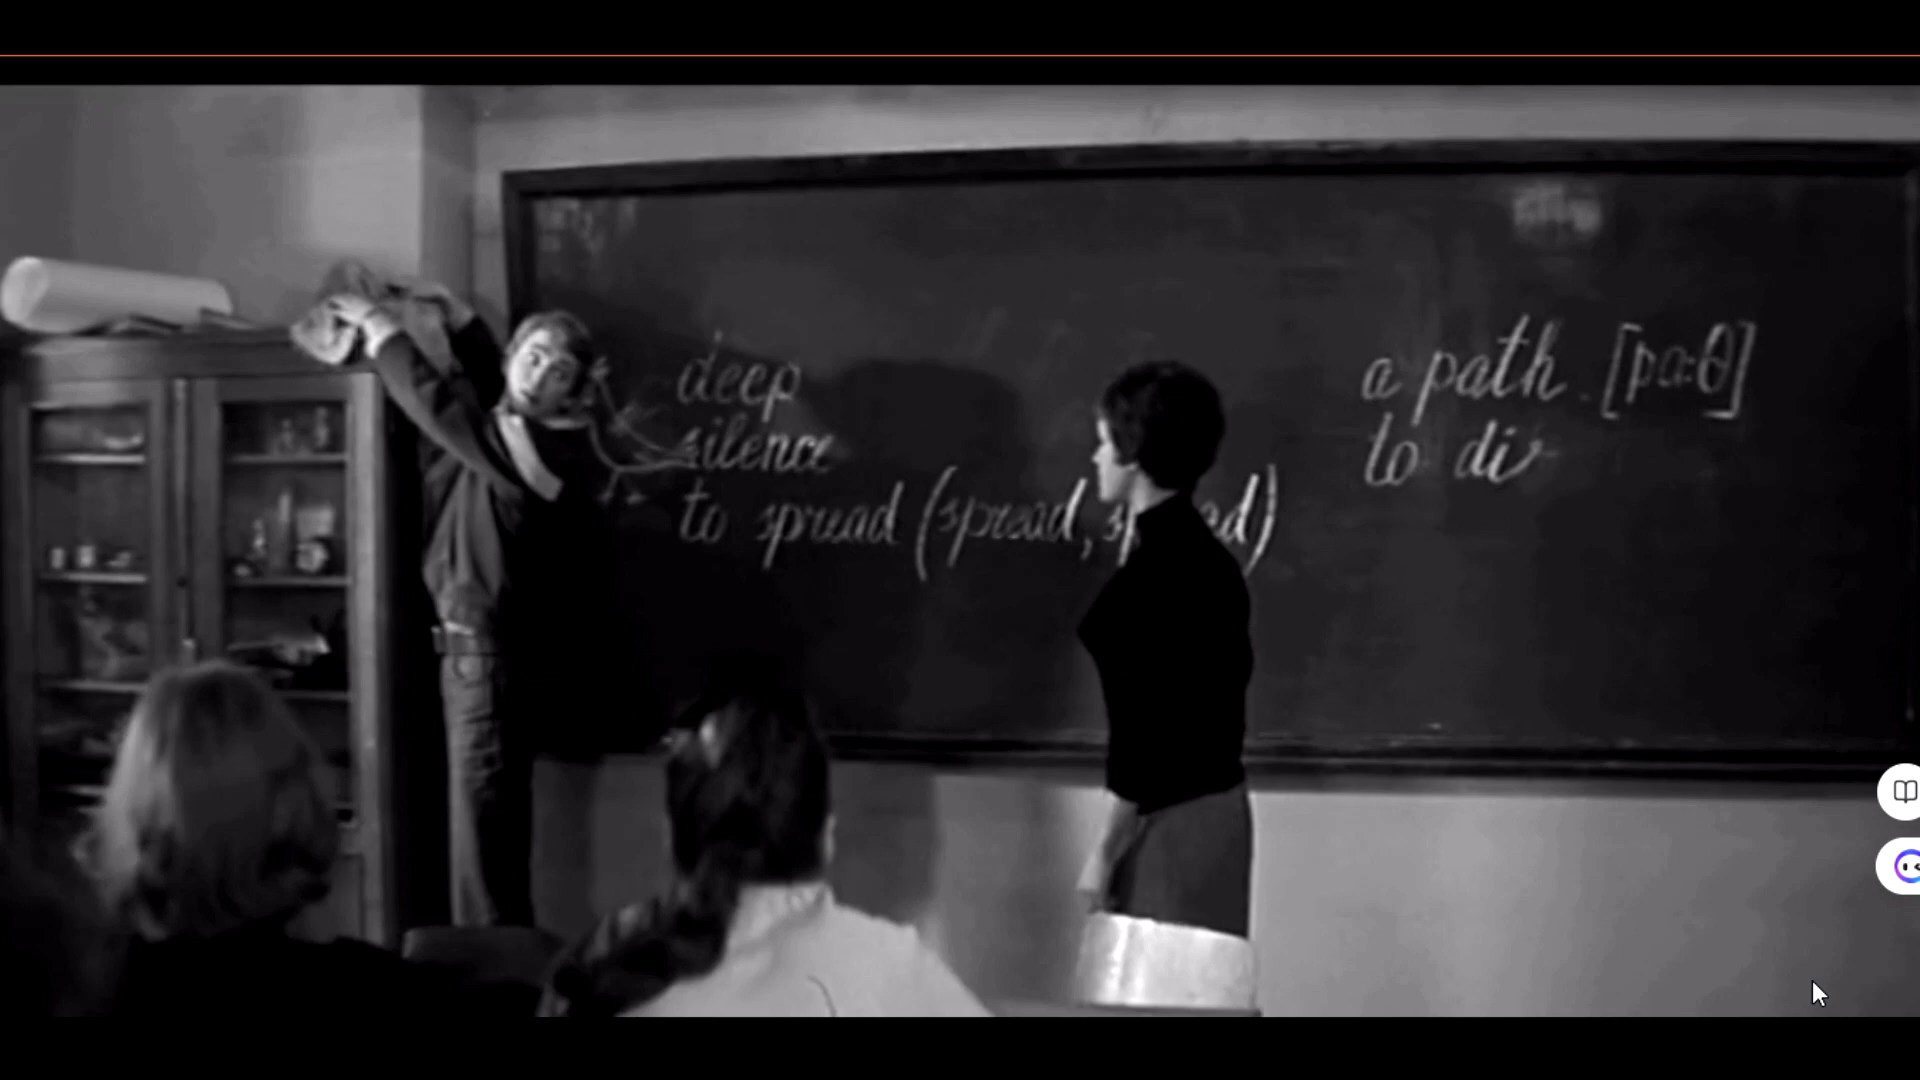 deep
silence
to spread (spread,
a path [pa:θ]
to di